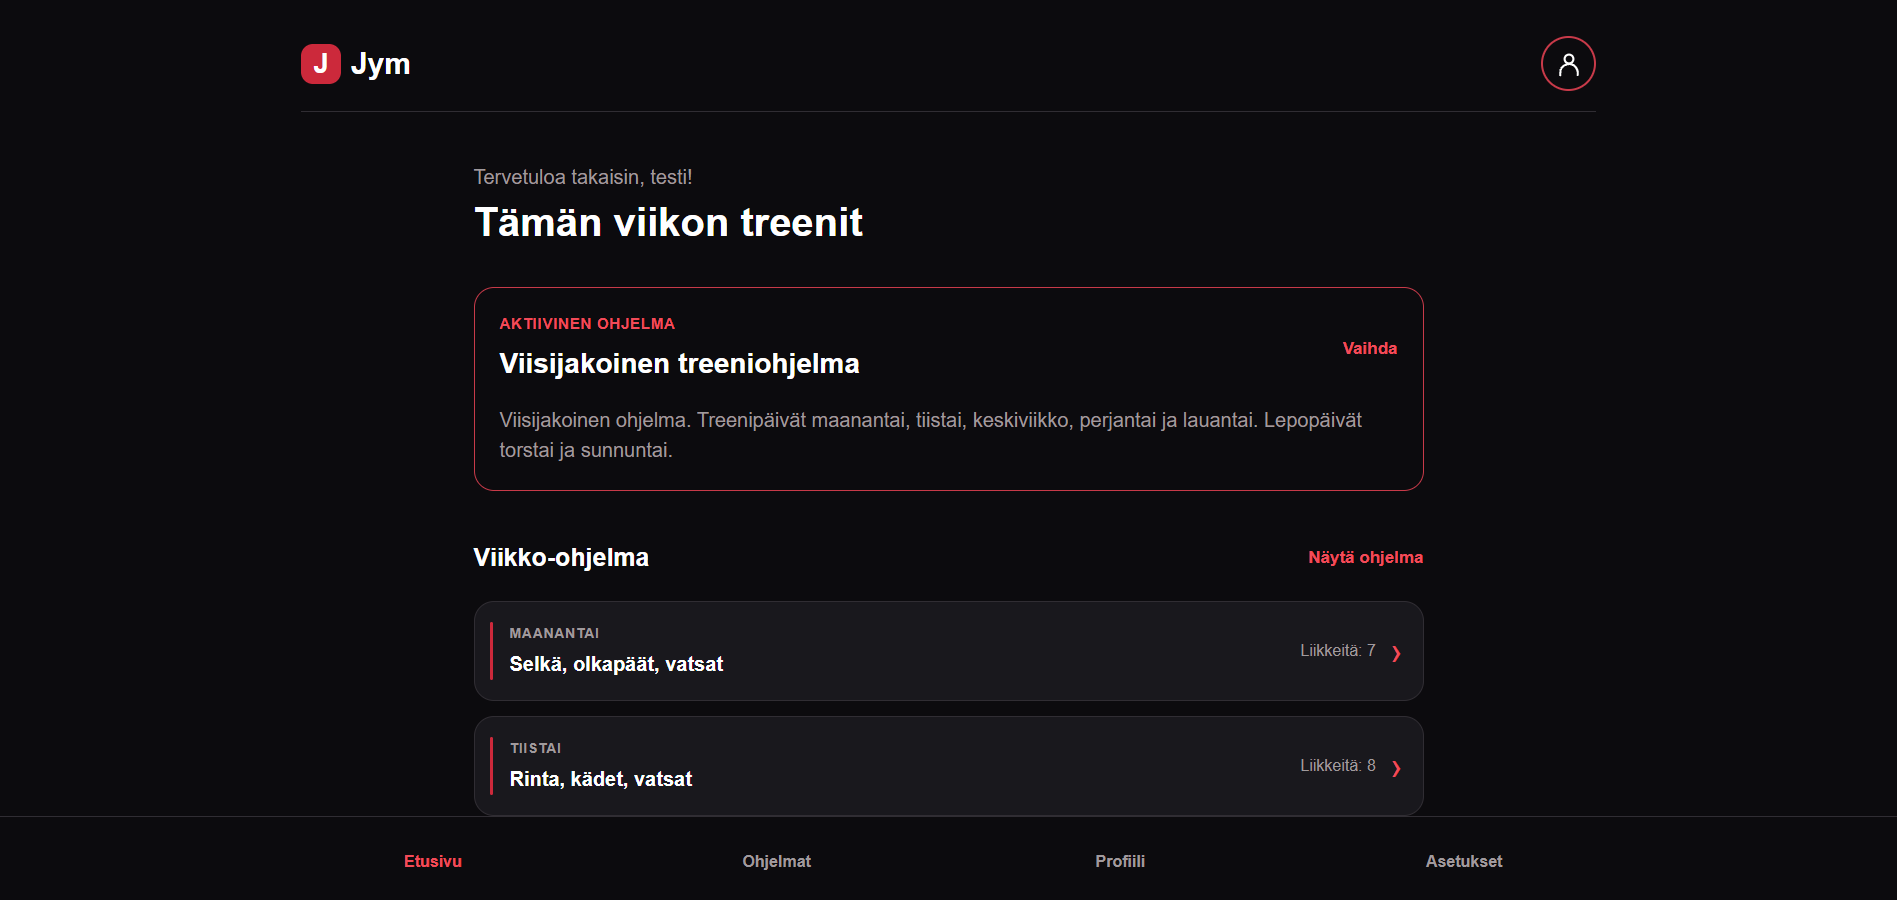 J Jym
Tervetuloa takaisin, testi!
Tämän viikon treenit
AKTIIVINEN OHJELMA
Viisijakoinen treeniohjelma
Vaihda
Viisijakoinen ohjelma. Treenipäivät maanantai, tiistai, keskiviikko, perjantai ja lauantai. Lepopäivät
torstai ja sunnuntai.
Viikko-ohjelma
Näytä ohjelma
MAANANTAI
Selkä, olkapäät, vatsat
Liikkeitä: 7
TIISTAI
Rinta, kädet, vatsat
Liikkeitä: 8
Etusivu
Ohjelmat
Profiili
Asetukset